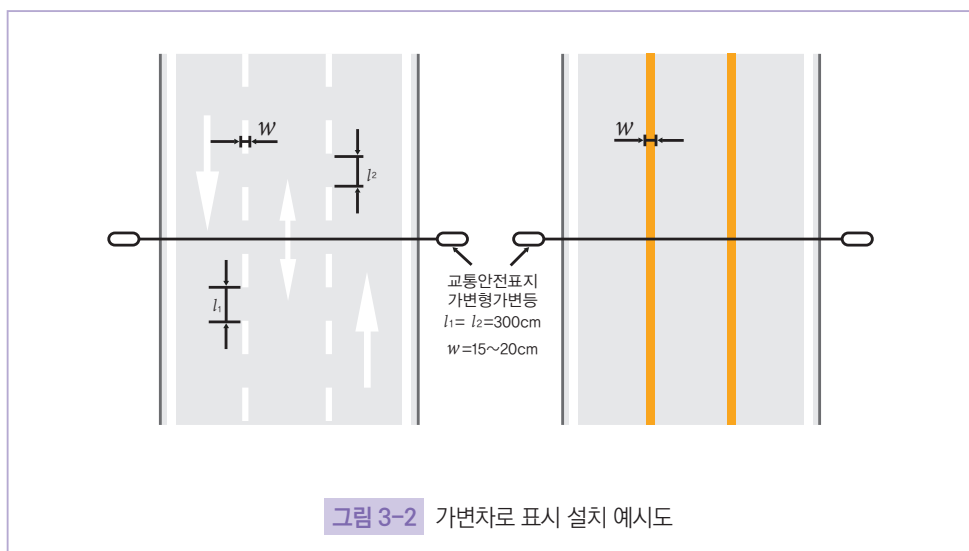 w
l₂
l₁
w
교통안전표지
가변형가변등
l₁= l₂=300cm
w=15~20cm
그림 3-2 가변차로 표시 설치 예시도